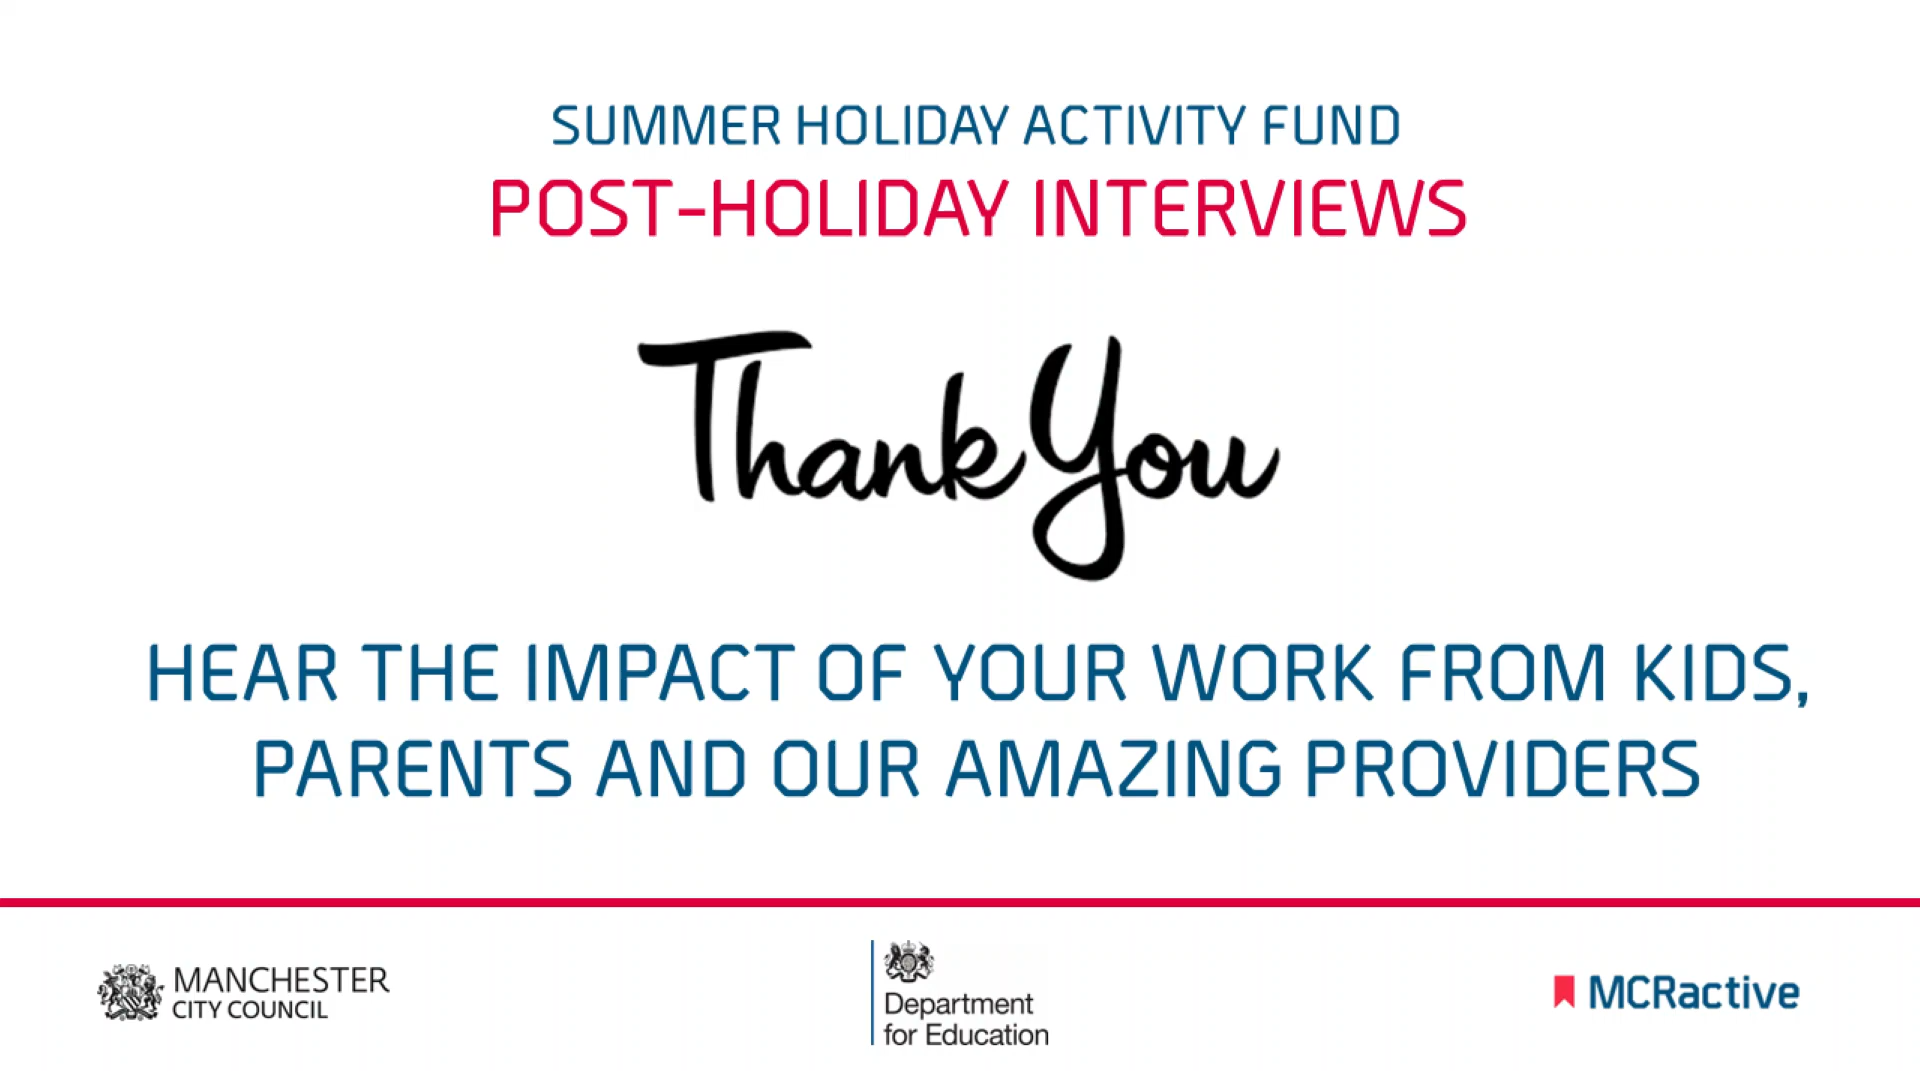 SUMMER HOLIDAY ACTIVITY FUND
POST-HOLIDAY INTERVIEWS
Thank You
HEAR THE IMPACT OF YOUR WORK FROM KIDS,
PARENTS AND OUR AMAZING PROVIDERS
MANCHESTER
CITY COUNCIL
Department
for Education
MCRactive